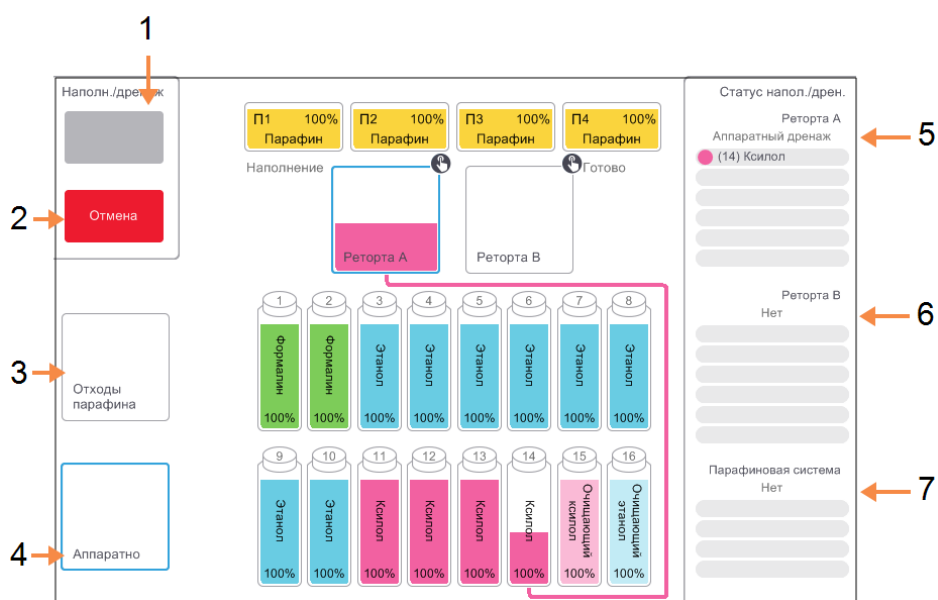 1
Наполн./дренаж
Статус напол./дрен.
Реторта А
Аппаратный дренаж
5
(14) Ксилол
П1 100%
Парафин
П2 100%
Парафин
П3 100%
Парафин
П4 100%
Парафин
Наполнение
Готово
2
Отмена
Реторта А
Реторта В
Реторта В
Нет
6
1
2
3
4
5
6
7
8
Формалин
Формалин
Этанол
Этанол
Этанол
Этанол
Этанол
Этанол
100%
100%
100%
100%
100%
100%
100%
100%
3
Отходы
парафина
9
10
11
12
13
14
15
16
Этанол
Этанол
Ксилол
Ксилол
Ксилол
Ксилол
Очищающий
ксилол
Очищающий
этанол
100%
100%
100%
100%
100%
100%
100%
100%
Парафиновая система
Нет
7
4
Аппаратно